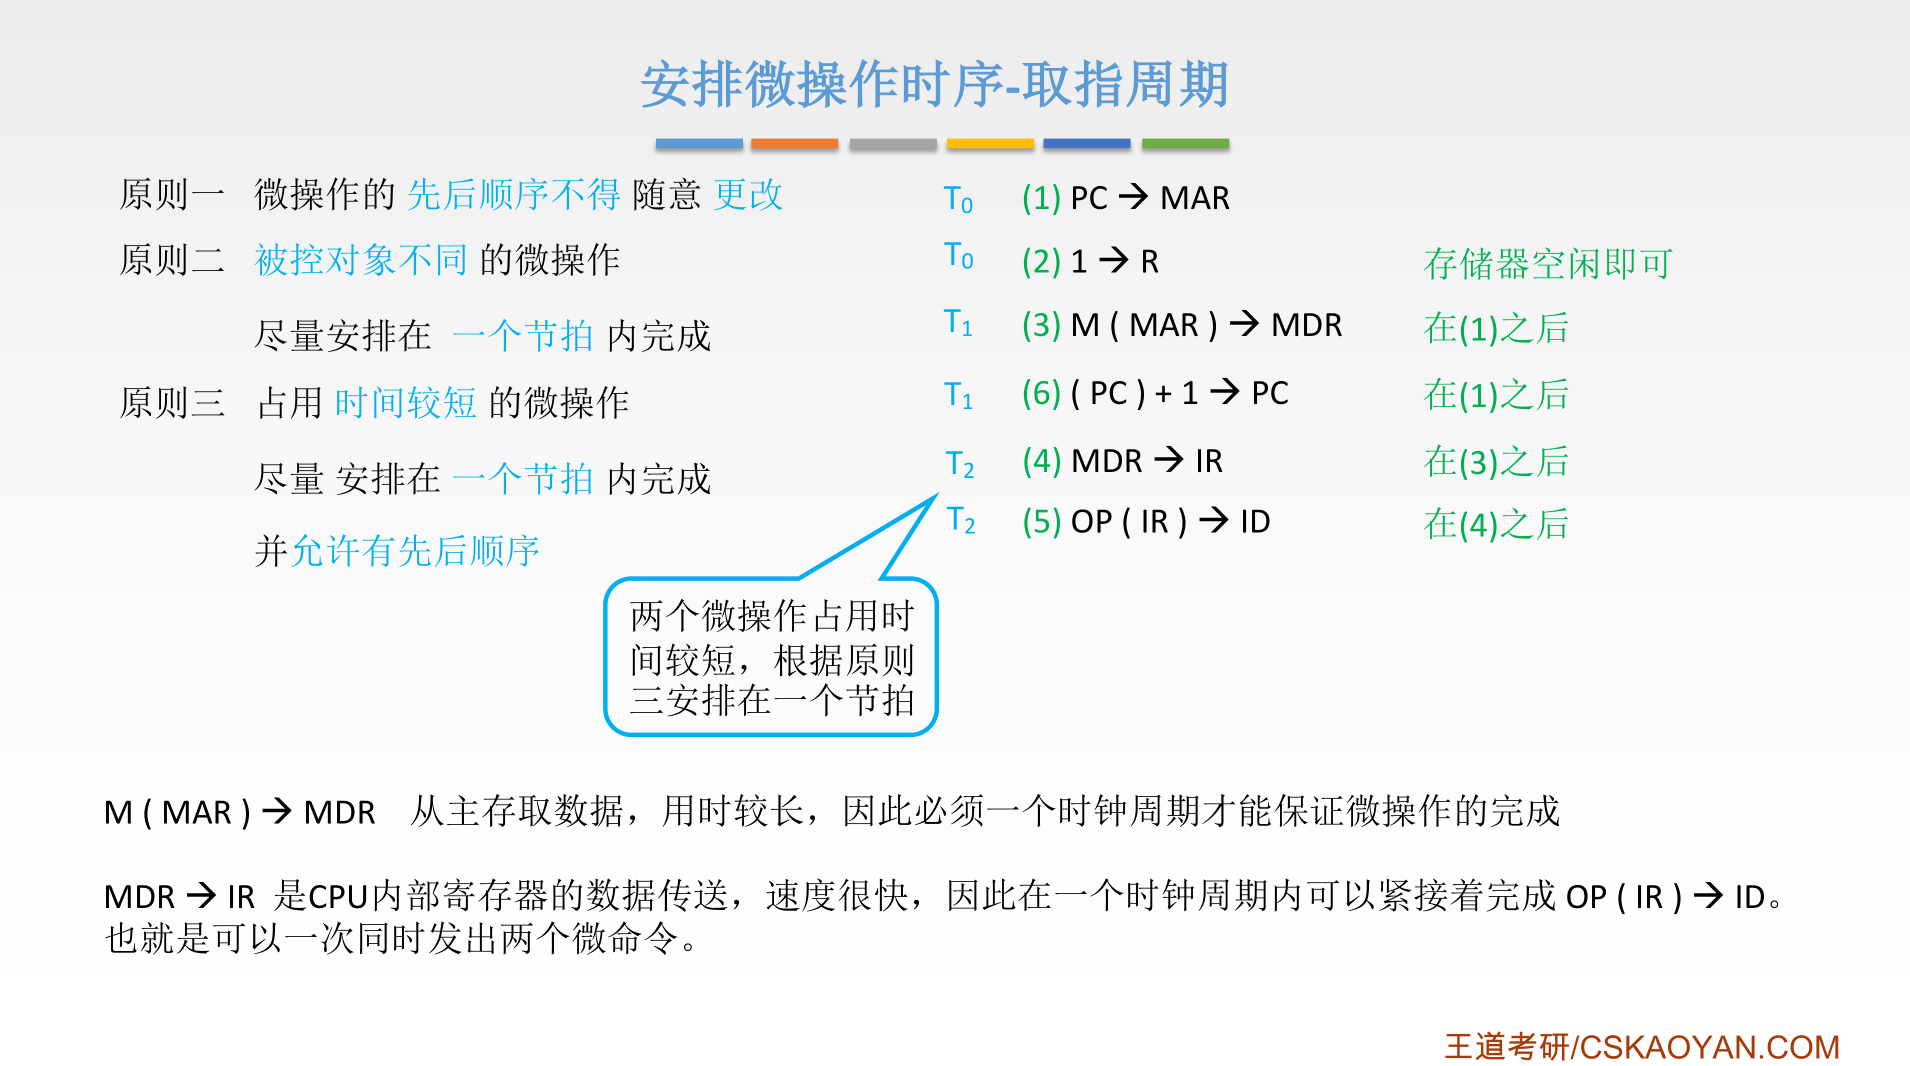 安排微操作时序-取指周期
原则一 微操作的 先后顺序不得 随意 更改
原则二 被控对象不同 的微操作
尽量安排在 一个节拍 内完成
原则三 占用 时间较短 的微操作
尽量 安排在 一个节拍 内完成
并允许有先后顺序
T₀ (1) PC → MAR
T₀ (2) 1 → R 存储器空闲即可
T₁ (3) M ( MAR ) → MDR 在(1)之后
T₁ (6) ( PC ) + 1 → PC 在(1)之后
T₂ (4) MDR → IR 在(3)之后
T₂ (5) OP ( IR ) → ID 在(4)之后
两个微操作占用时
间较短，根据原则
三安排在一个节拍
M ( MAR ) → MDR 从主存取数据，用时较长，因此必须一个时钟周期才能保证微操作的完成
MDR → IR 是CPU内部寄存器的数据传送，速度很快，因此在一个时钟周期内可以紧接着完成 OP ( IR ) → ID。
也就是可以一次同时发出两个微命令。
王道考研/CSKAOYAN.COM